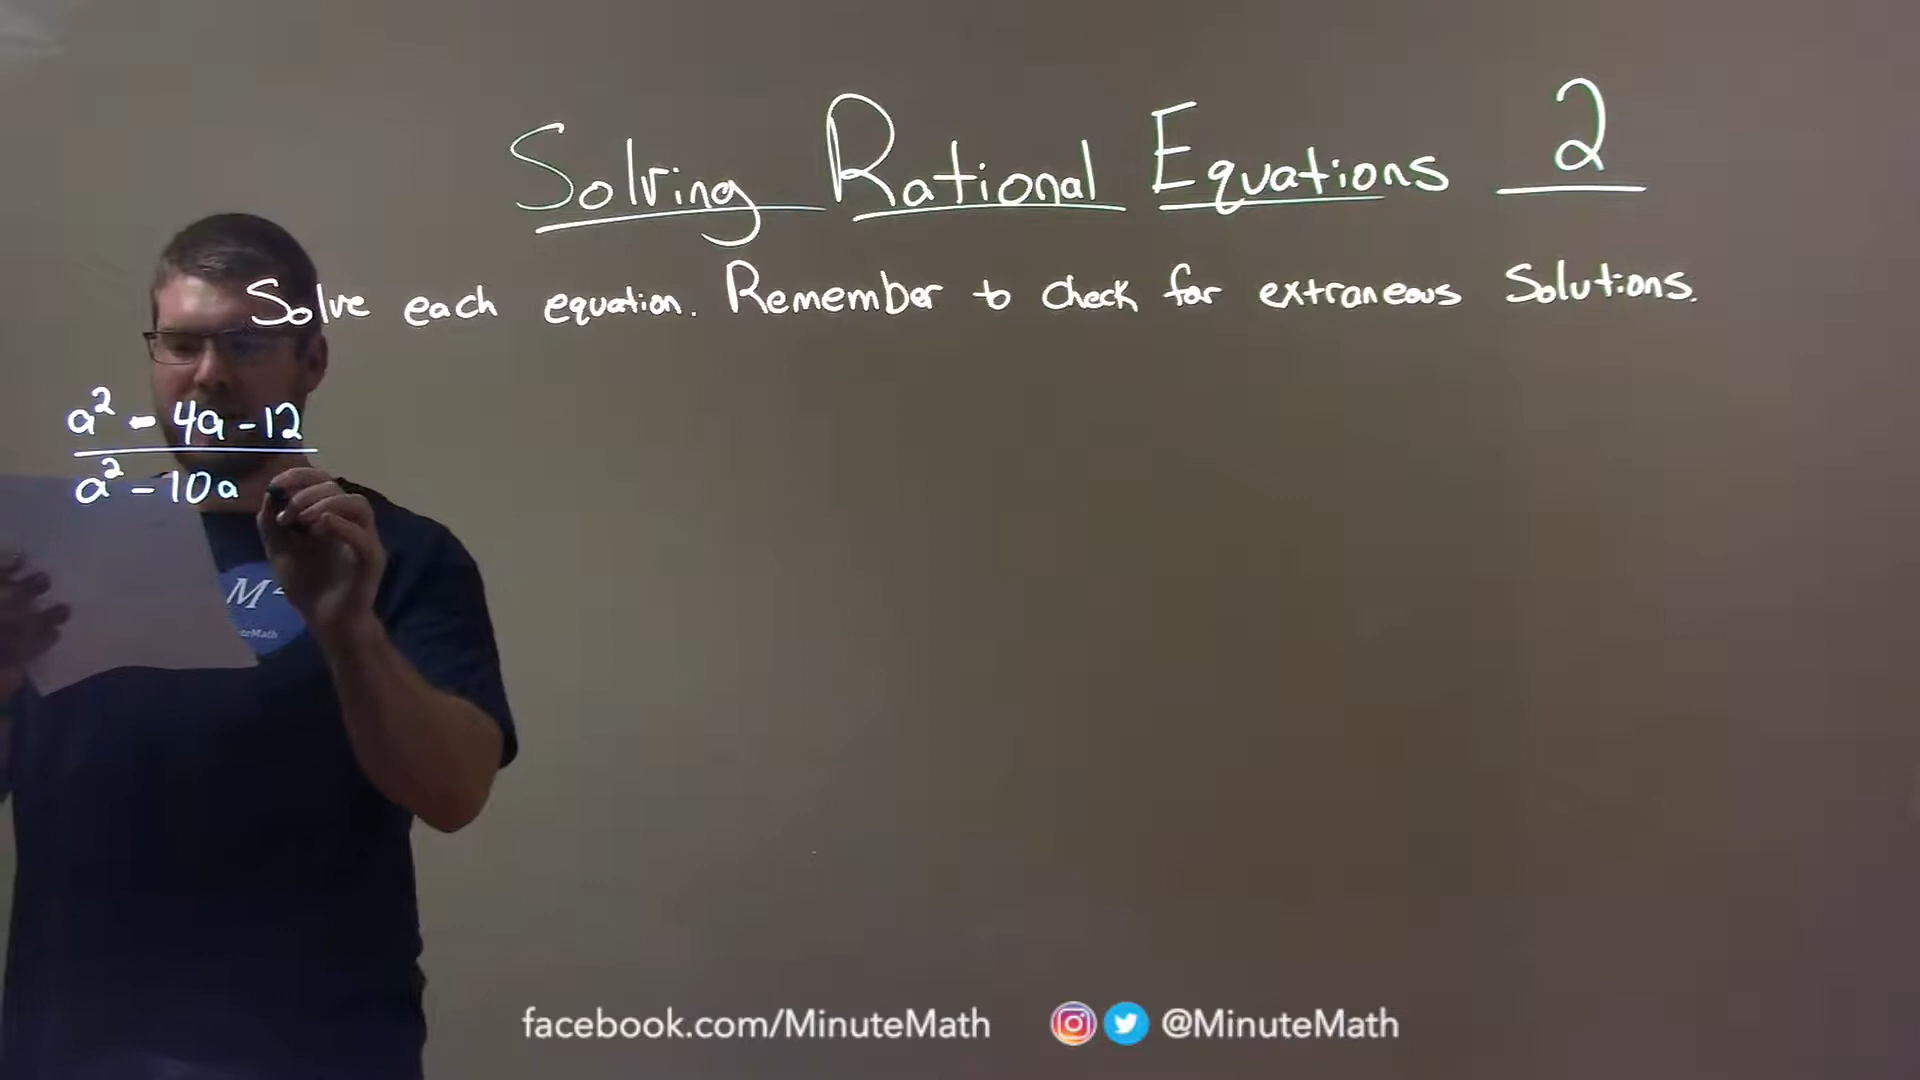 Solving Rational Equations 2
Solve each equation. Remember to check for extraneous Solutions.
a² - 4a - 12
a² - 10a
M²
facebook.com/MinuteMath @MinuteMath